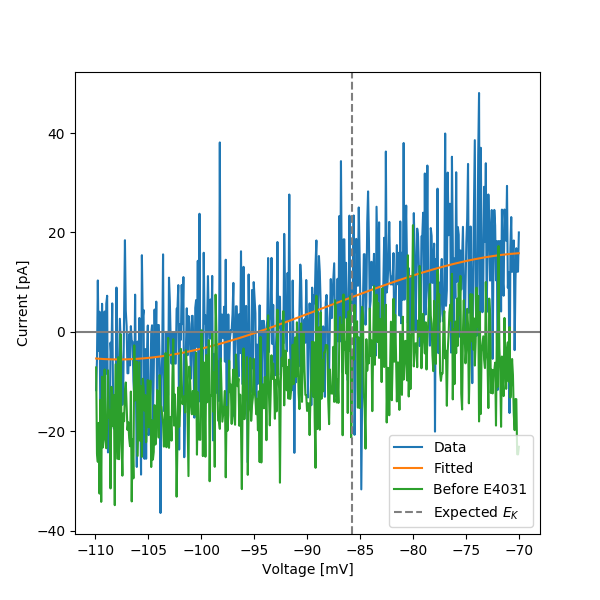 40
20
0
−20
−40
Current [pA]
−110
−105
−100
−95
−90
−85
−80
−75
−70
Voltage [mV]
Data
Fitted
Before E4031
Expected E_K